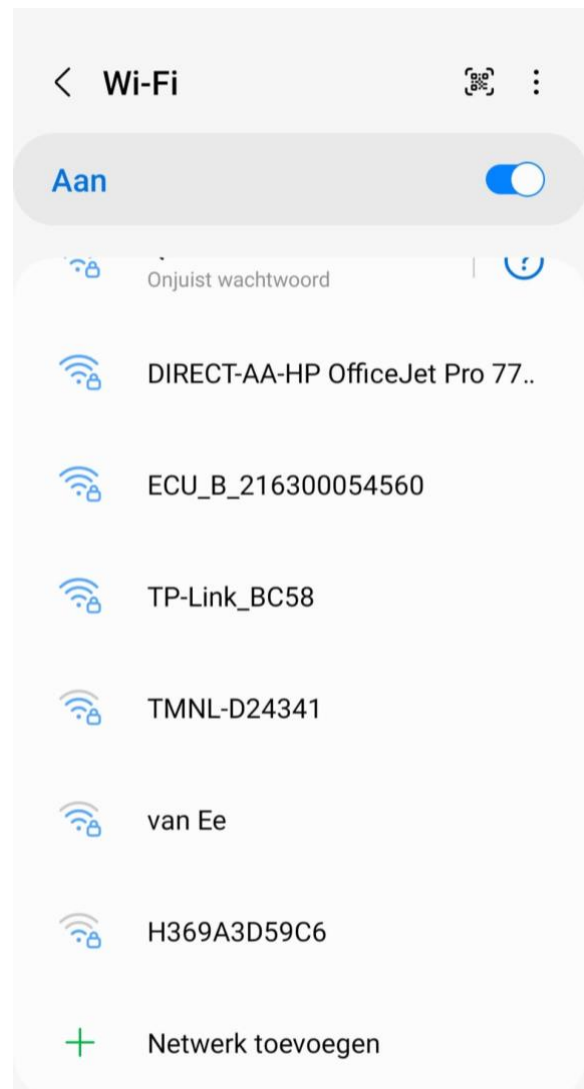 Wi-Fi
Aan
Onjuist wachtwoord
DIRECT-AA-HP OfficeJet Pro 77..
ECU_B_216300054560
TP-Link_BC58
TMNL-D24341
van Ee
H369A3D59C6
Netwerk toevoegen